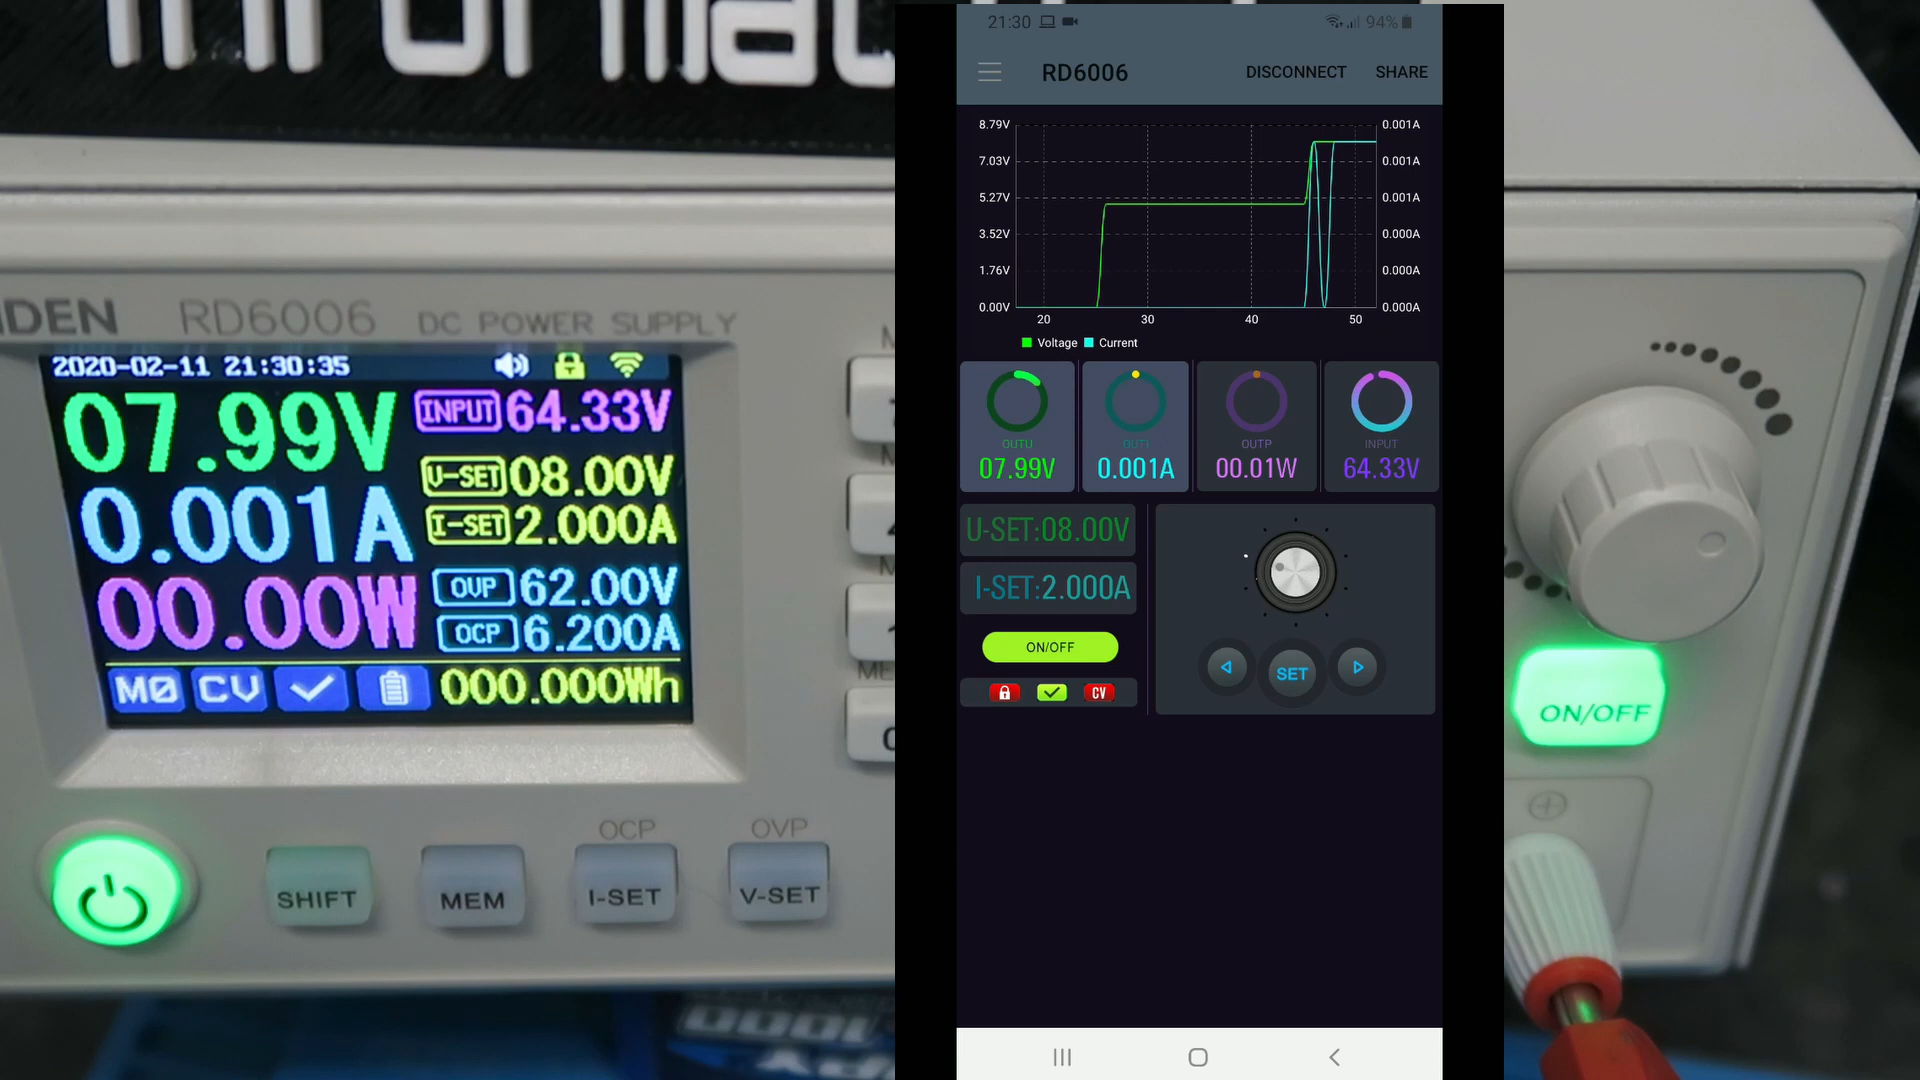 DEN RD6006 DC POWER SUPPLY
2020-02-11 21:30:35
07.99V
INPUT 64.33V
U-SET 08.00V
0.001A
I-SET 2.000A
OVP 62.00V
00.00W
OCP 6.200A
M0 CV 000.000Wh
OCP OVP
SHIFT MEM I-SET V-SET
21:30 94%
RD6006 DISCONNECT SHARE
8.79V 0.001A
7.03V 0.001A
5.27V 0.001A
3.52V 0.000A
1.76V 0.000A
0.00V 0.000A
20 30 40 50
Voltage Current
OUTU OUTI OUTP INPUT
07.99V 0.001A 00.01W 64.33V
U-SET:08.00V
I-SET:2.000A
ON/OFF
SET
CV
ON/OFF
1000